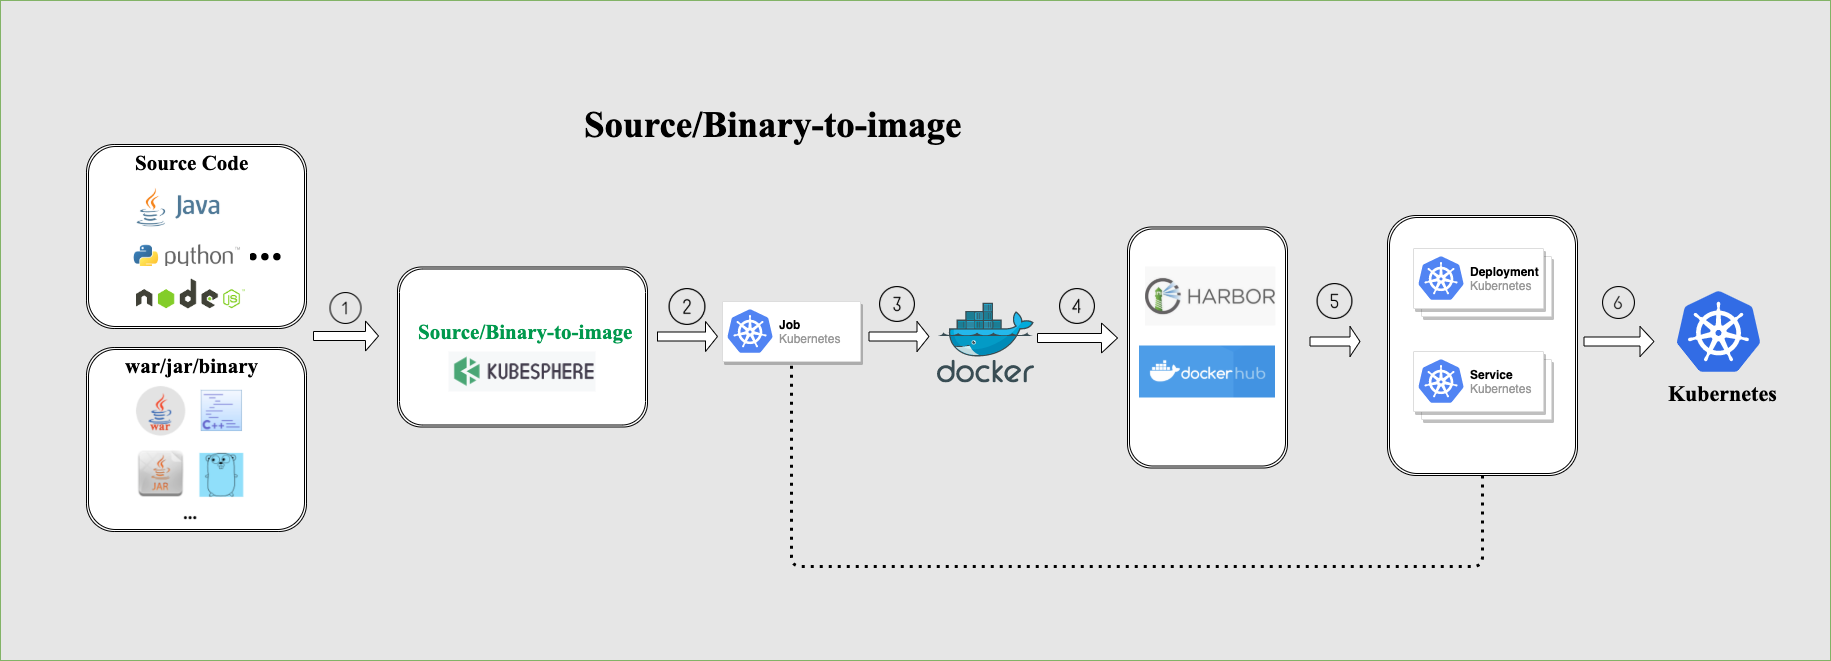 Source/Binary-to-image
Source Code
Java
python™ •••
node
JS
war/jar/binary
war
C++
JAR
...
1
Source/Binary-to-image
KUBESPHERE
2
Job
Kubernetes
3
docker
4
HARBOR
docker hub
5
Deployment
Kubernetes
Service
Kubernetes
6
Kubernetes